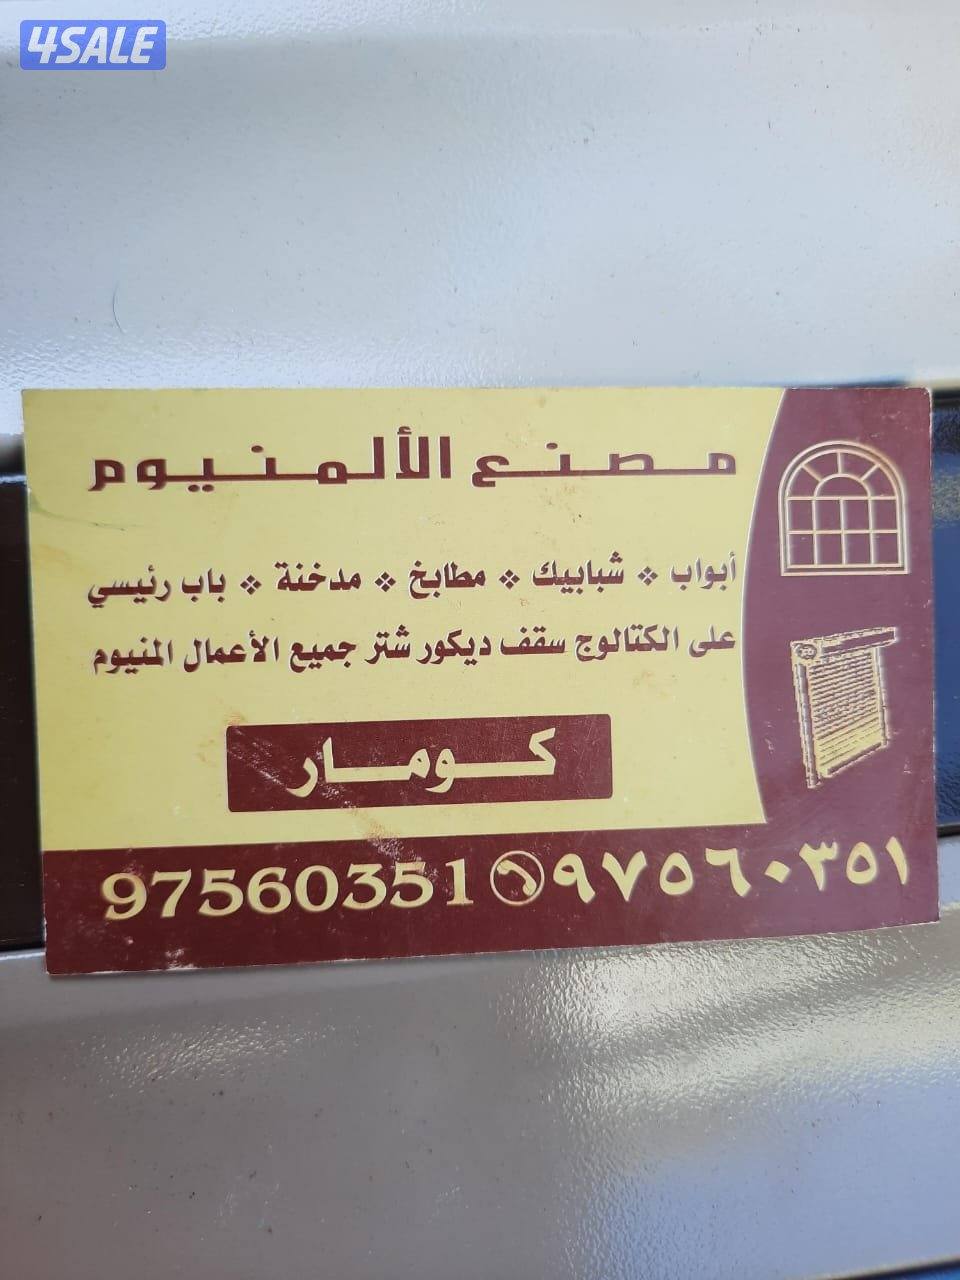 4SALE
مصنع الألمنيوم
أبواب ❖ شبابيك ❖ مطابخ ❖ مدخنة ❖ باب رئيسي
على الكتالوج سقف ديكور شتر جميع الأعمال المنيوم
كومار
97560351 ٩٧٥٦٠٣٥١